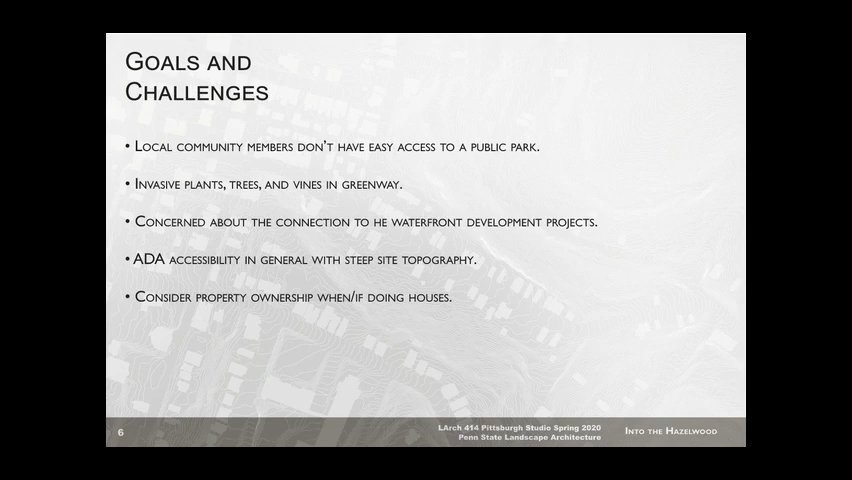 Goals and
Challenges
• Local community members don't have easy access to a public park.
• Invasive plants, trees, and vines in greenway.
• Concerned about the connection to he waterfront development projects.
• ADA accessibility in general with steep site topography.
• Consider property ownership when/if doing houses.
6
LArch 414 Pittsburgh Studio Spring 2020
Penn State Landscape Architecture
Into the Hazelwood